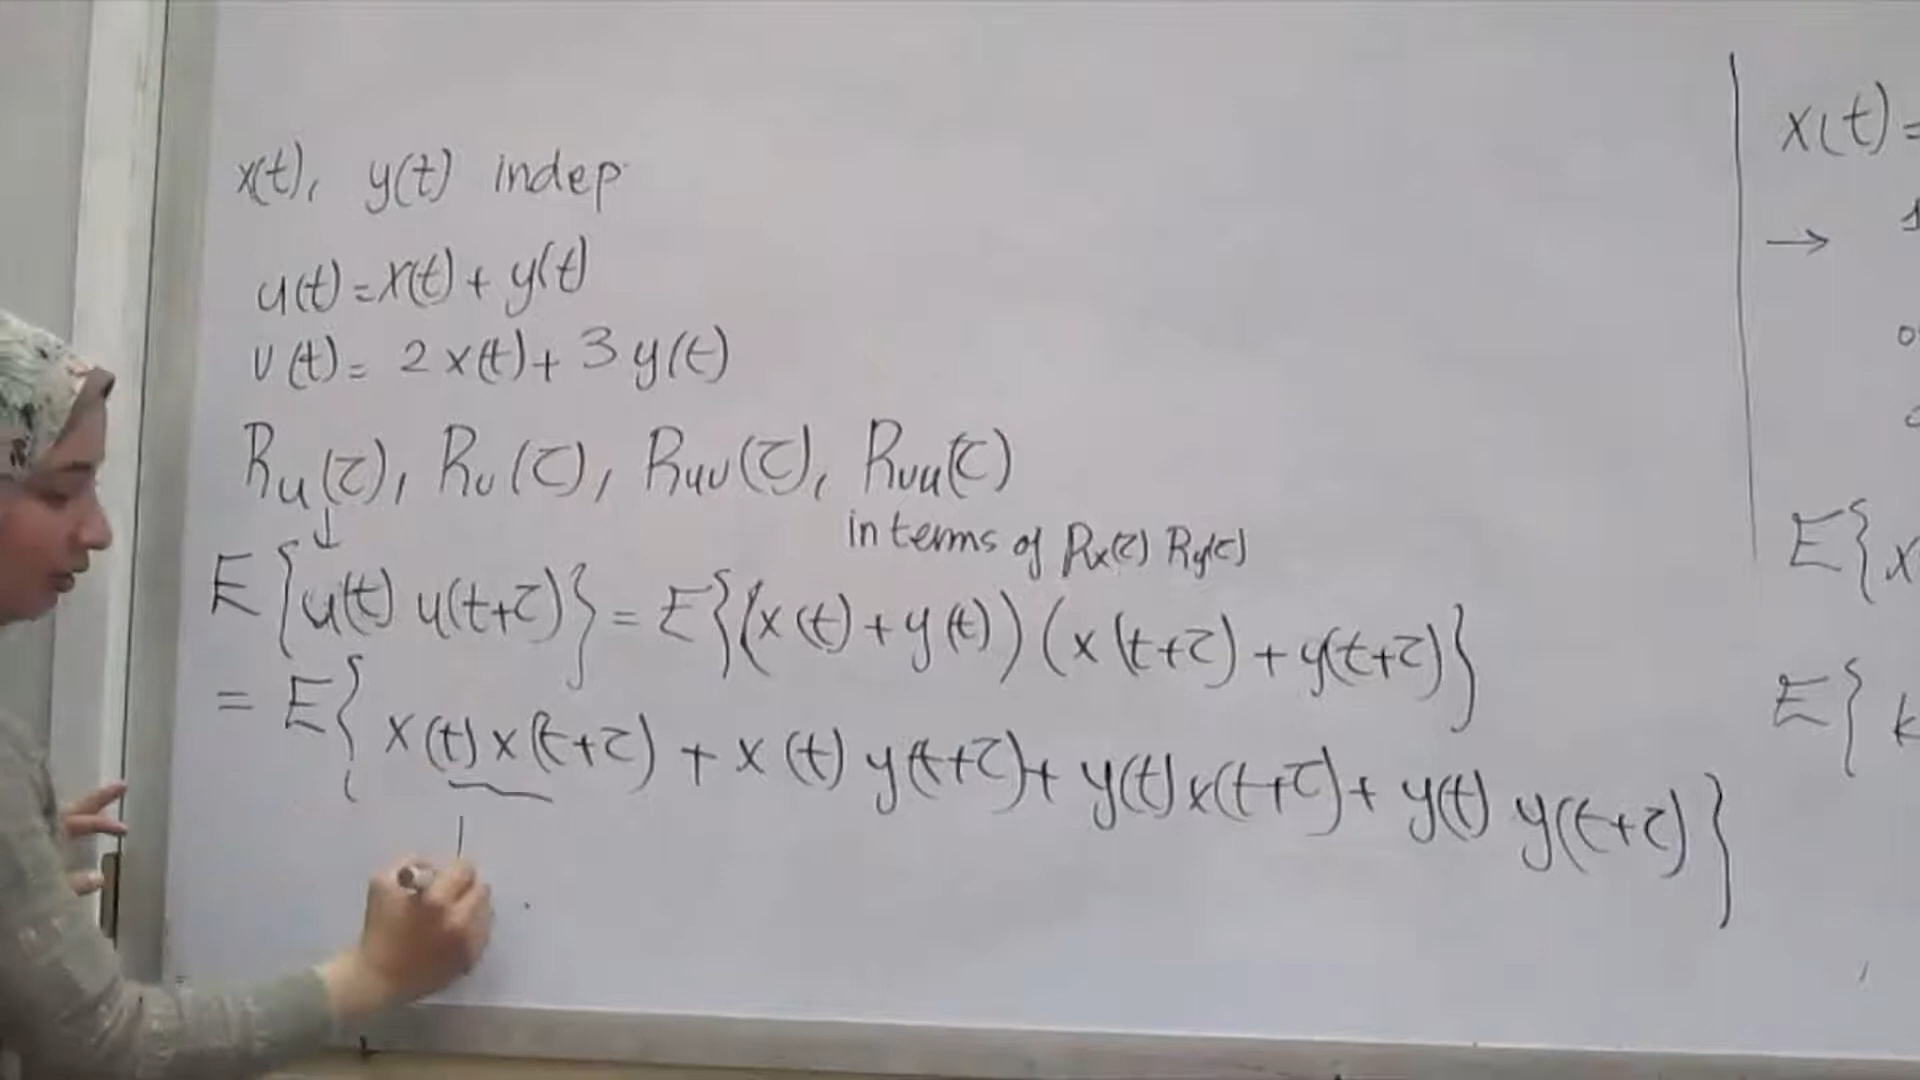 x(t), y(t) indep
u(t) = x(t) + y(t)
v(t) = 2x(t) + 3y(t)
Ru(τ), Rv(τ), Ruv(τ), Rvu(τ)
in terms of Rx(τ) Ry(τ)
↓
E{u(t) u(t+τ)} = E{(x(t) + y(t)) (x(t+τ) + y(t+τ)}
= E{x(t) x(t+τ) + x(t) y(t+τ) + y(t) x(t+τ) + y(t) y(t+τ)}
x(t) =
→
E{x
E{k